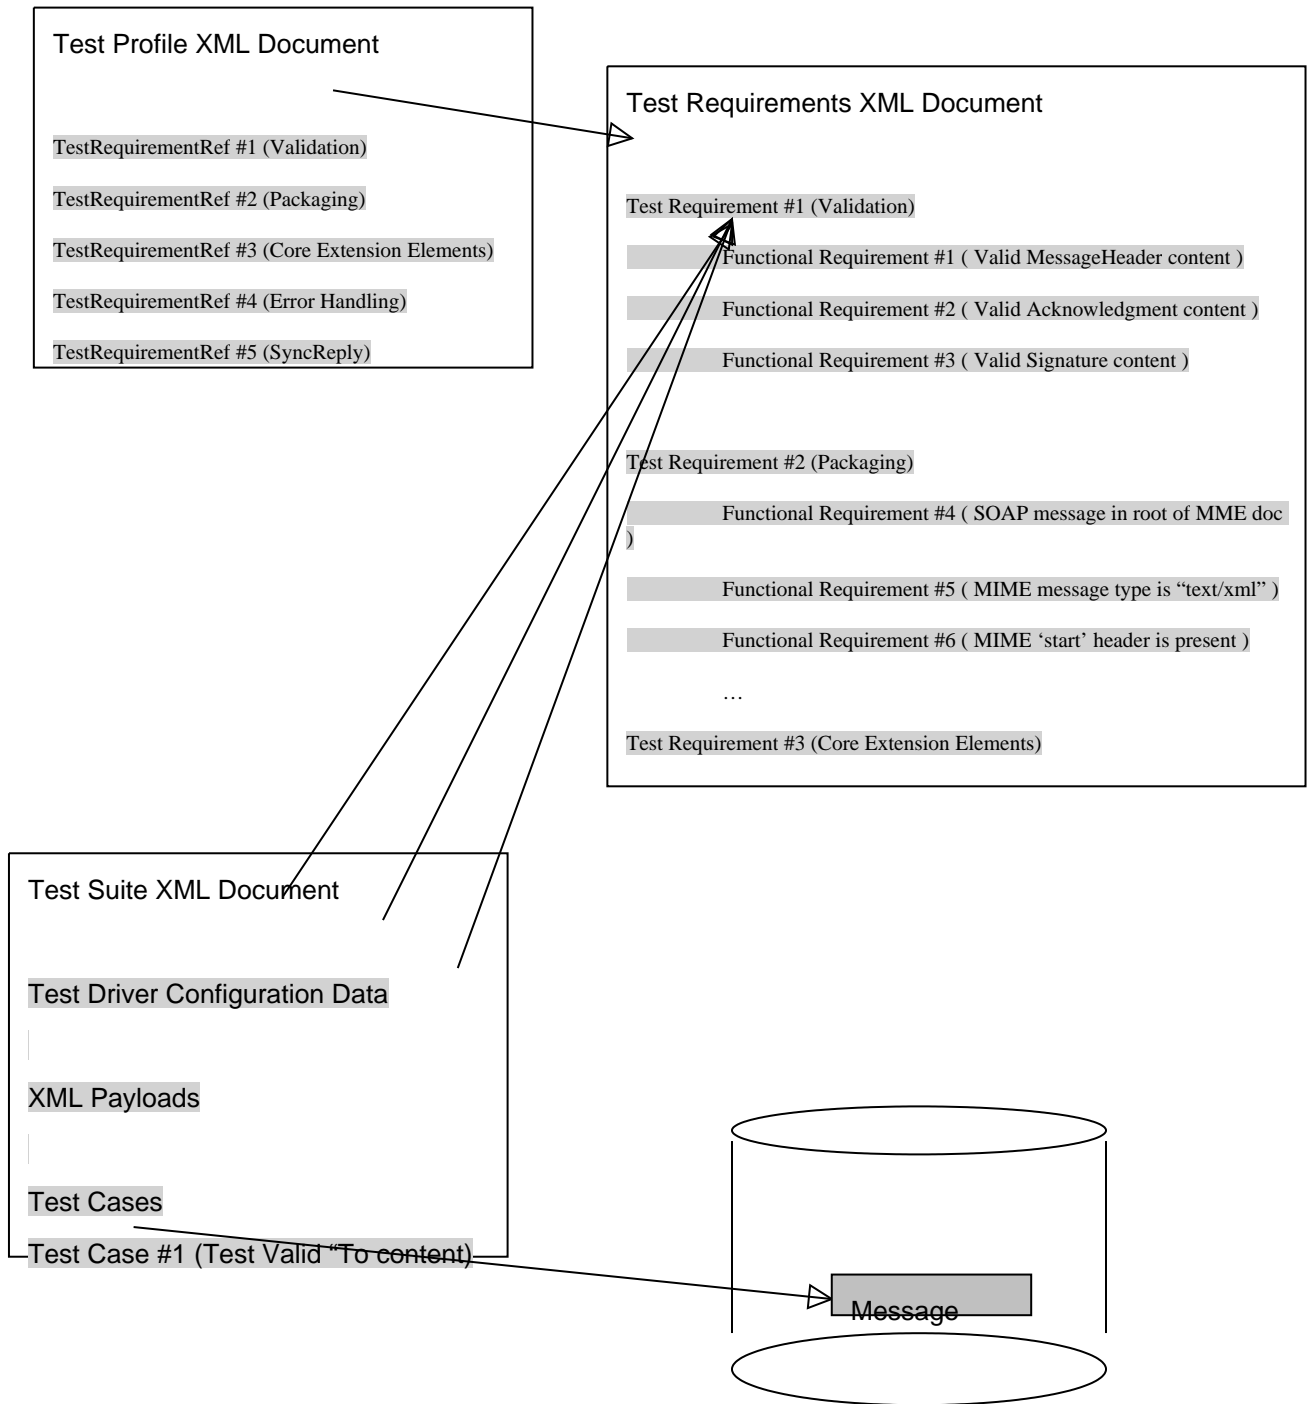 Test Profile XML Document
TestRequirementRef #1 (Validation)
TestRequirementRef #2 (Packaging)
TestRequirementRef #3 (Core Extension Elements)
TestRequirementRef #4 (Error Handling)
TestRequirementRef #5 (SyncReply)
Test Requirements XML Document
Test Requirement #1 (Validation)
Functional Requirement #1 ( Valid MessageHeader content )
Functional Requirement #2 ( Valid Acknowledgment content )
Functional Requirement #3 ( Valid Signature content )
Test Requirement #2 (Packaging)
Functional Requirement #4 ( SOAP message in root of MME doc
)
Functional Requirement #5 ( MIME message type is “text/xml” )
Functional Requirement #6 ( MIME ‘start’ header is present )
…
Test Requirement #3 (Core Extension Elements)
Test Suite XML Document
Test Driver Configuration Data
XML Payloads
Test Cases
Test Case #1 (Test Valid “To content)
Message